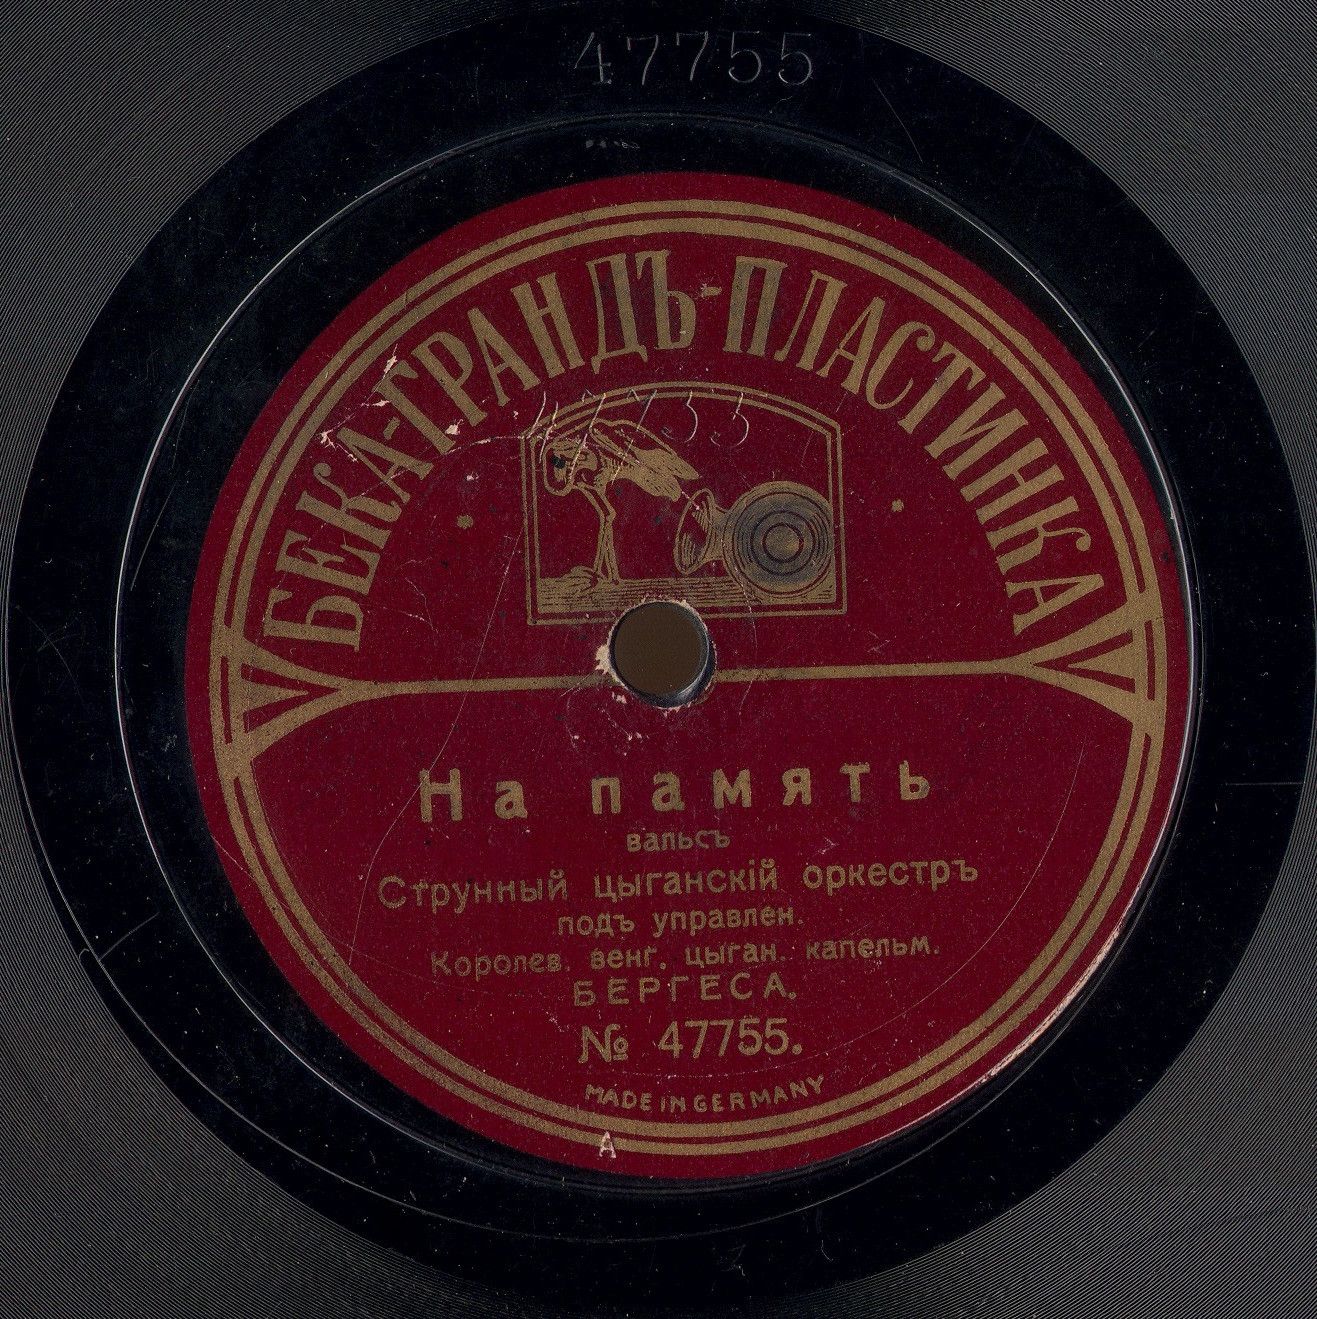 47755
БЕКА-ГРАНДЪ-ПЛАСТИНКА
47755
На память
вальсъ
Струнный цыганскій оркестръ
подъ управлен.
Королев. венг. цыган. капельм.
БЕРГЕСА.
№ 47755.
MADE IN GERMANY
A